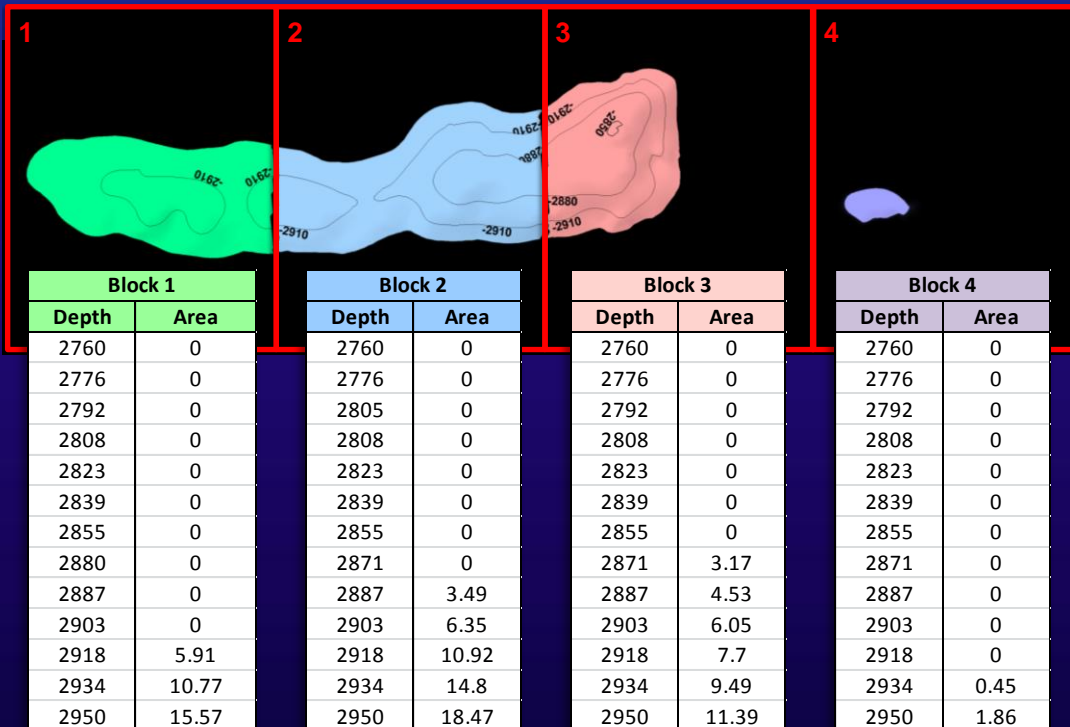 1 2 3 4
-2910 -2910 -2910 -2910 -2850
-2880
-2880
-2910 -2910 -2910
Block 1 Block 2 Block 3 Block 4
Depth Area Depth Area Depth Area Depth Area
2760 0 2760 0 2760 0 2760 0
2776 0 2776 0 2776 0 2776 0
2792 0 2805 0 2792 0 2792 0
2808 0 2808 0 2808 0 2808 0
2823 0 2823 0 2823 0 2823 0
2839 0 2839 0 2839 0 2839 0
2855 0 2855 0 2855 0 2855 0
2880 0 2871 0 2871 3.17 2871 0
2887 0 2887 3.49 2887 4.53 2887 0
2903 0 2903 6.35 2903 6.05 2903 0
2918 5.91 2918 10.92 2918 7.7 2918 0
2934 10.77 2934 14.8 2934 9.49 2934 0.45
2950 15.57 2950 18.47 2950 11.39 2950 1.86